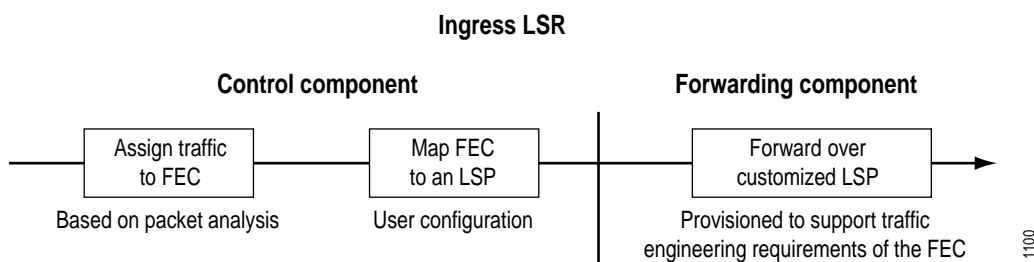 Ingress LSR
Control component
Forwarding component
Assign traffic
to FEC
Map FEC
to an LSP
Forward over
customized LSP
Based on packet analysis
User configuration
Provisioned to support traffic
engineering requirements of the FEC
1100